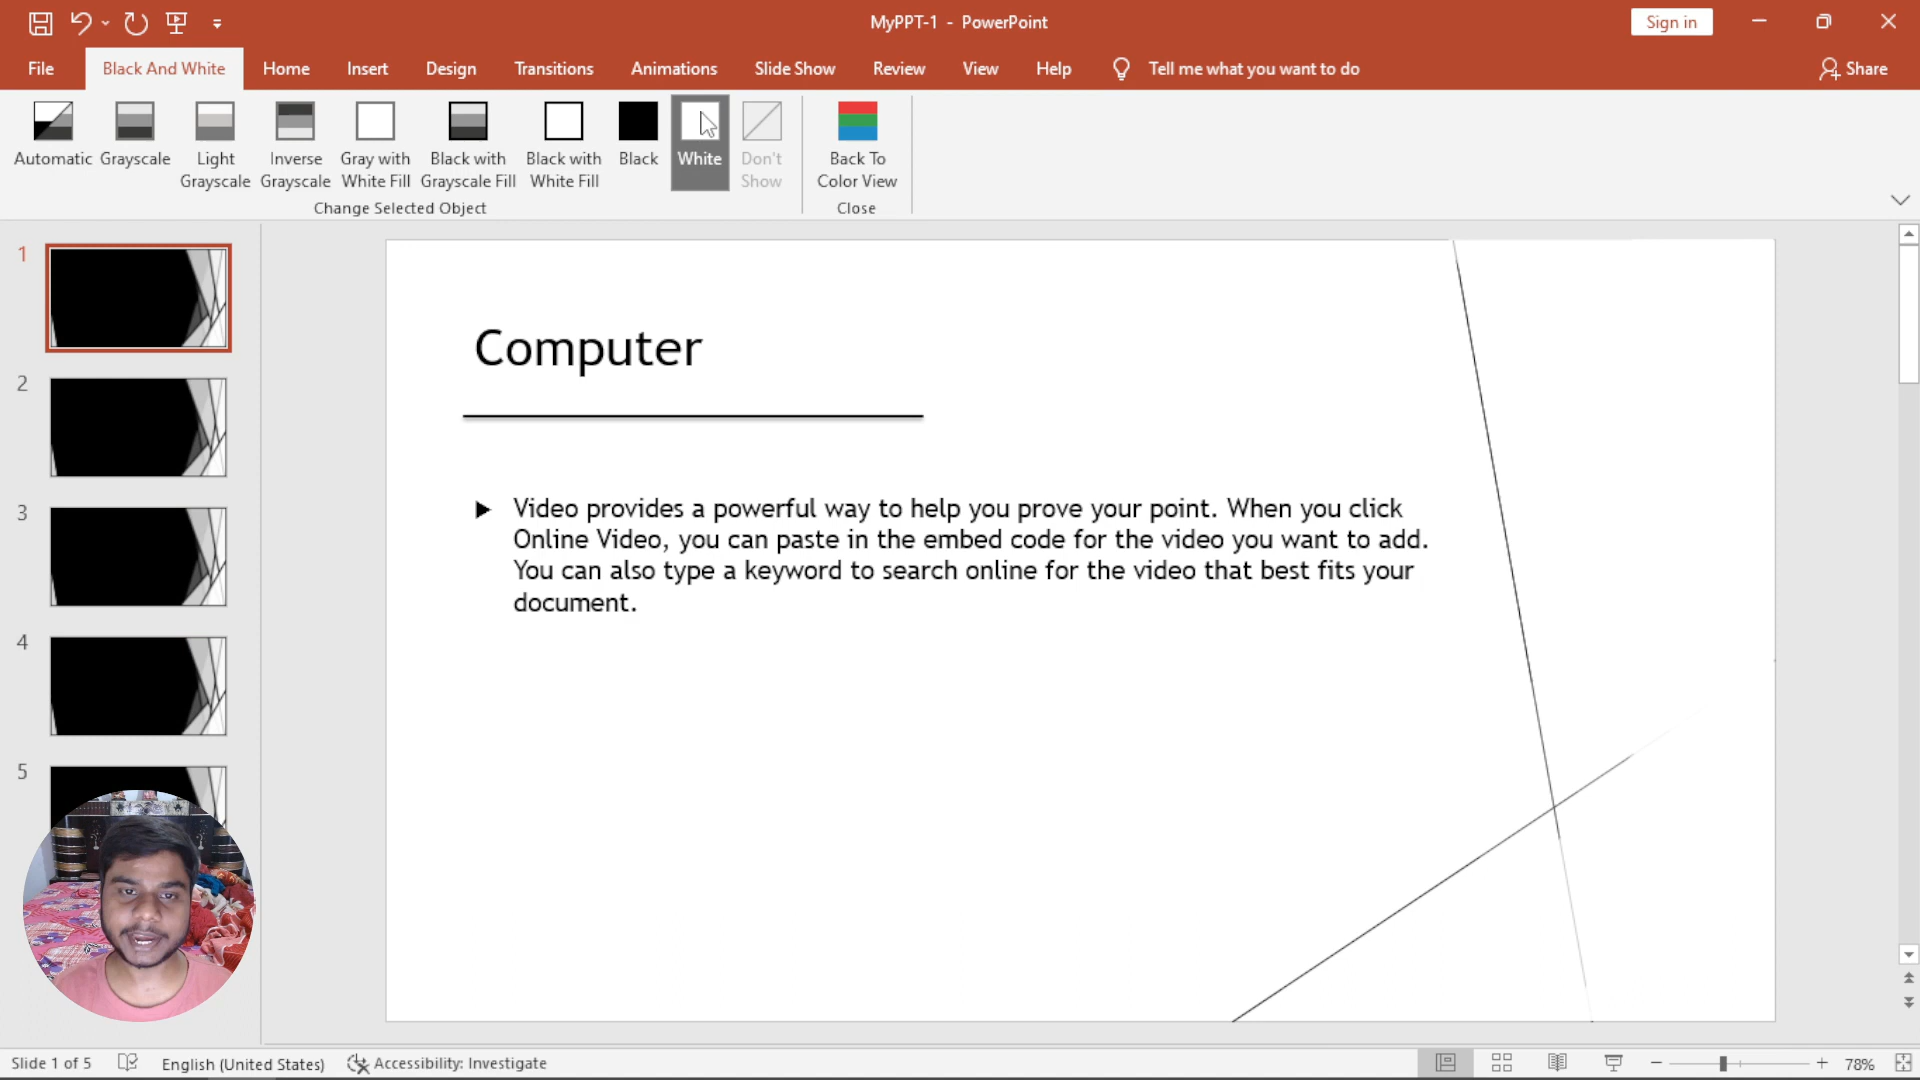 MyPPT-1 - PowerPoint
Sign in
File
Black And White
Home
Insert
Design
Transitions
Animations
Slide Show
Review
View
Help
Tell me what you want to do
Share
Automatic
Grayscale
Light
Grayscale
Inverse
Grayscale
Gray with
White Fill
Black with
Grayscale Fill
Black with
White Fill
Black
White
Don't
Show
Back To
Color View
Change Selected Object
Close
1
2
3
4
5
Computer
Video provides a powerful way to help you prove your point. When you click
Online Video, you can paste in the embed code for the video you want to add.
You can also type a keyword to search online for the video that best fits your
document.
Slide 1 of 5
English (United States)
Accessibility: Investigate
78%